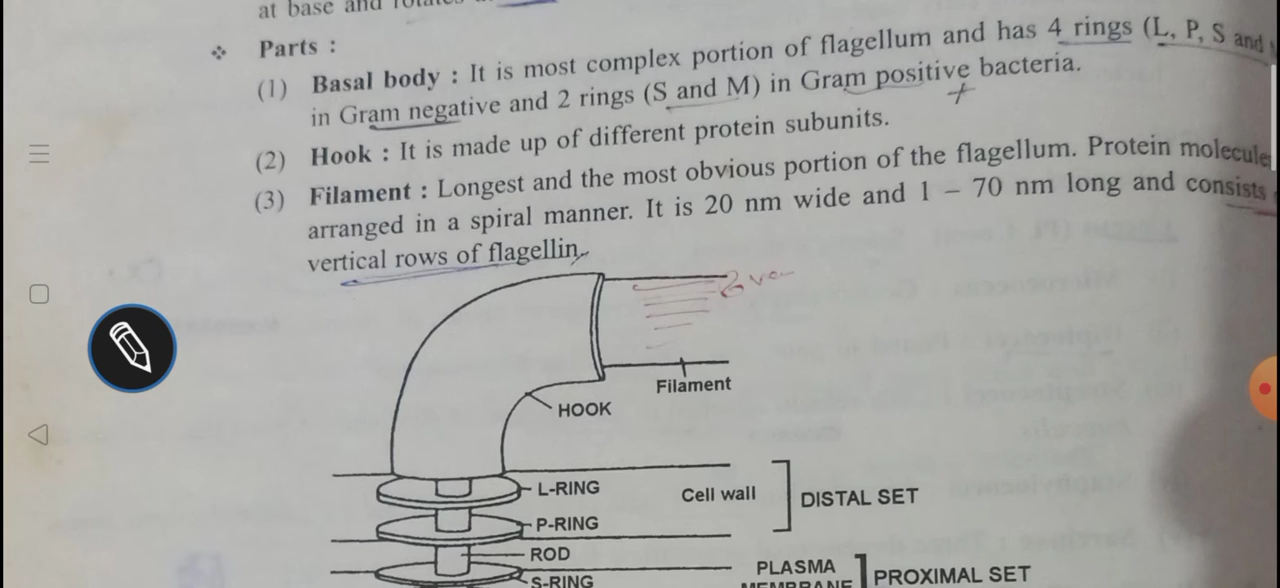 at base and rotates
❖ Parts :
(1) Basal body : It is most complex portion of flagellum and has 4 rings (L, P, S and
in Gram negative and 2 rings (S and M) in Gram positive bacteria.
(2) Hook : It is made up of different protein subunits.
(3) Filament : Longest and the most obvious portion of the flagellum. Protein molecule
arranged in a spiral manner. It is 20 nm wide and 1 – 70 nm long and consists
vertical rows of flagellin.
Filament
HOOK
L-RING
Cell wall
DISTAL SET
P-RING
ROD
PLASMA
MEMBRANE
PROXIMAL SET
S-RING